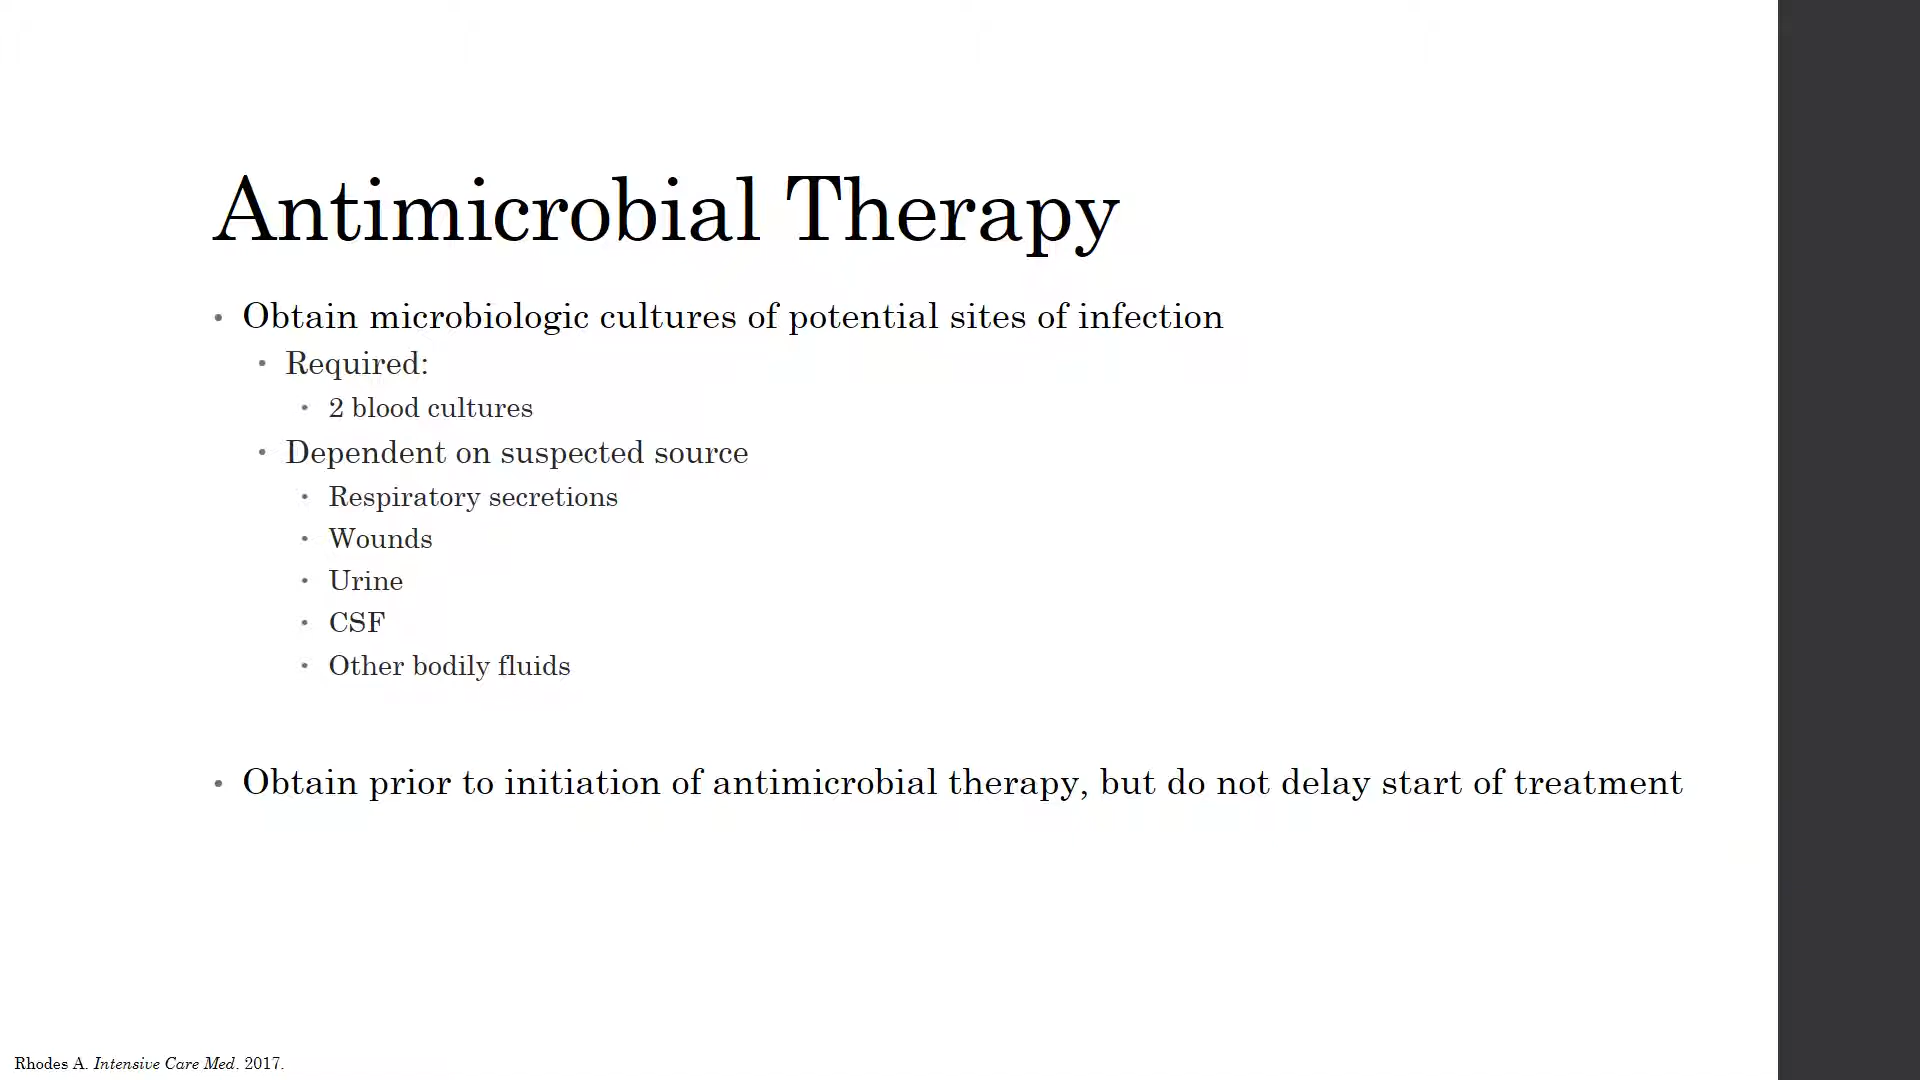 Antimicrobial Therapy
• Obtain microbiologic cultures of potential sites of infection
• Required:
• 2 blood cultures
• Dependent on suspected source
• Respiratory secretions
• Wounds
• Urine
• CSF
• Other bodily fluids
• Obtain prior to initiation of antimicrobial therapy, but do not delay start of treatment
Rhodes A. Intensive Care Med. 2017.